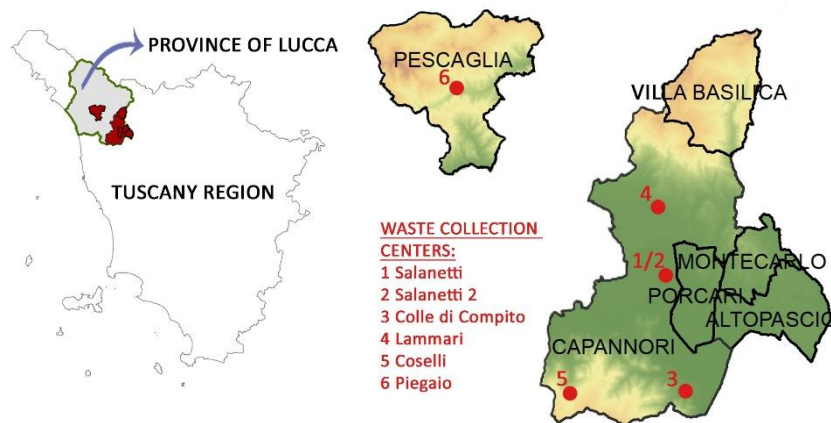 PROVINCE OF LUCCA
TUSCANY REGION
PESCAGLIA
6
WASTE COLLECTION
CENTERS:
1 Salanetti
2 Salanetti 2
3 Colle di Compito
4 Lammari
5 Coselli
6 Piegaio
VILLA BASILICA
4
1/2
MONTECARLO
PORCARI
ALTOPASCIO
CAPANNORI
5
3